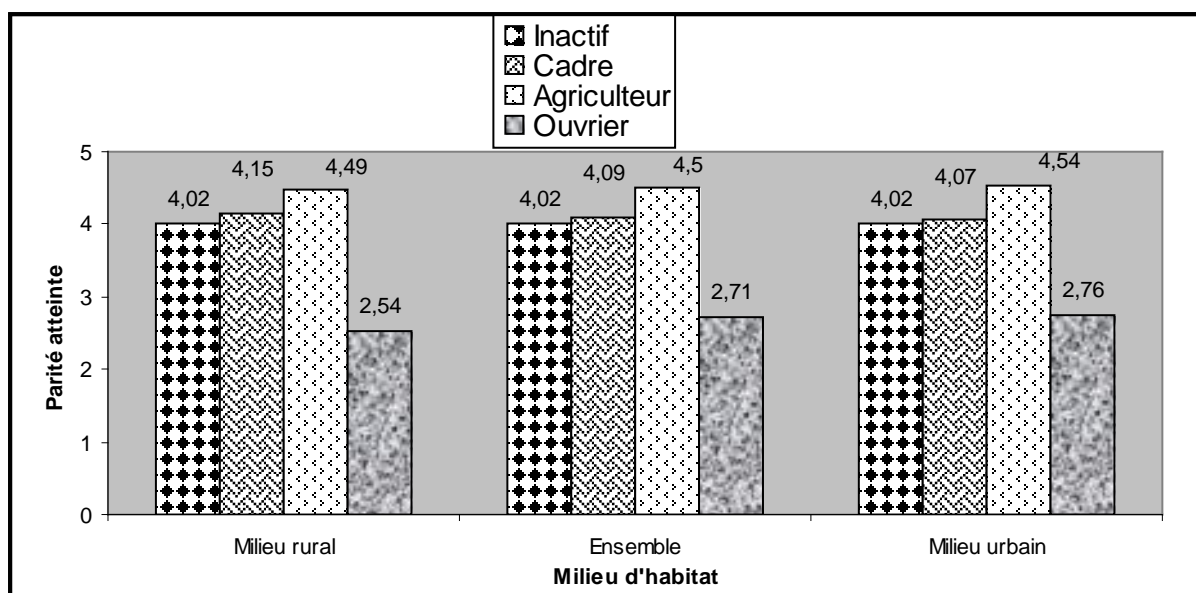 Inactif
Cadre
Agriculteur
Ouvrier
5
4
3
2
1
0
Parité atteinte
4,02 4,15 4,49 2,54
4,02 4,09 4,5 2,71
4,02 4,07 4,54 2,76
Milieu rural Ensemble Milieu urbain
Milieu d'habitat